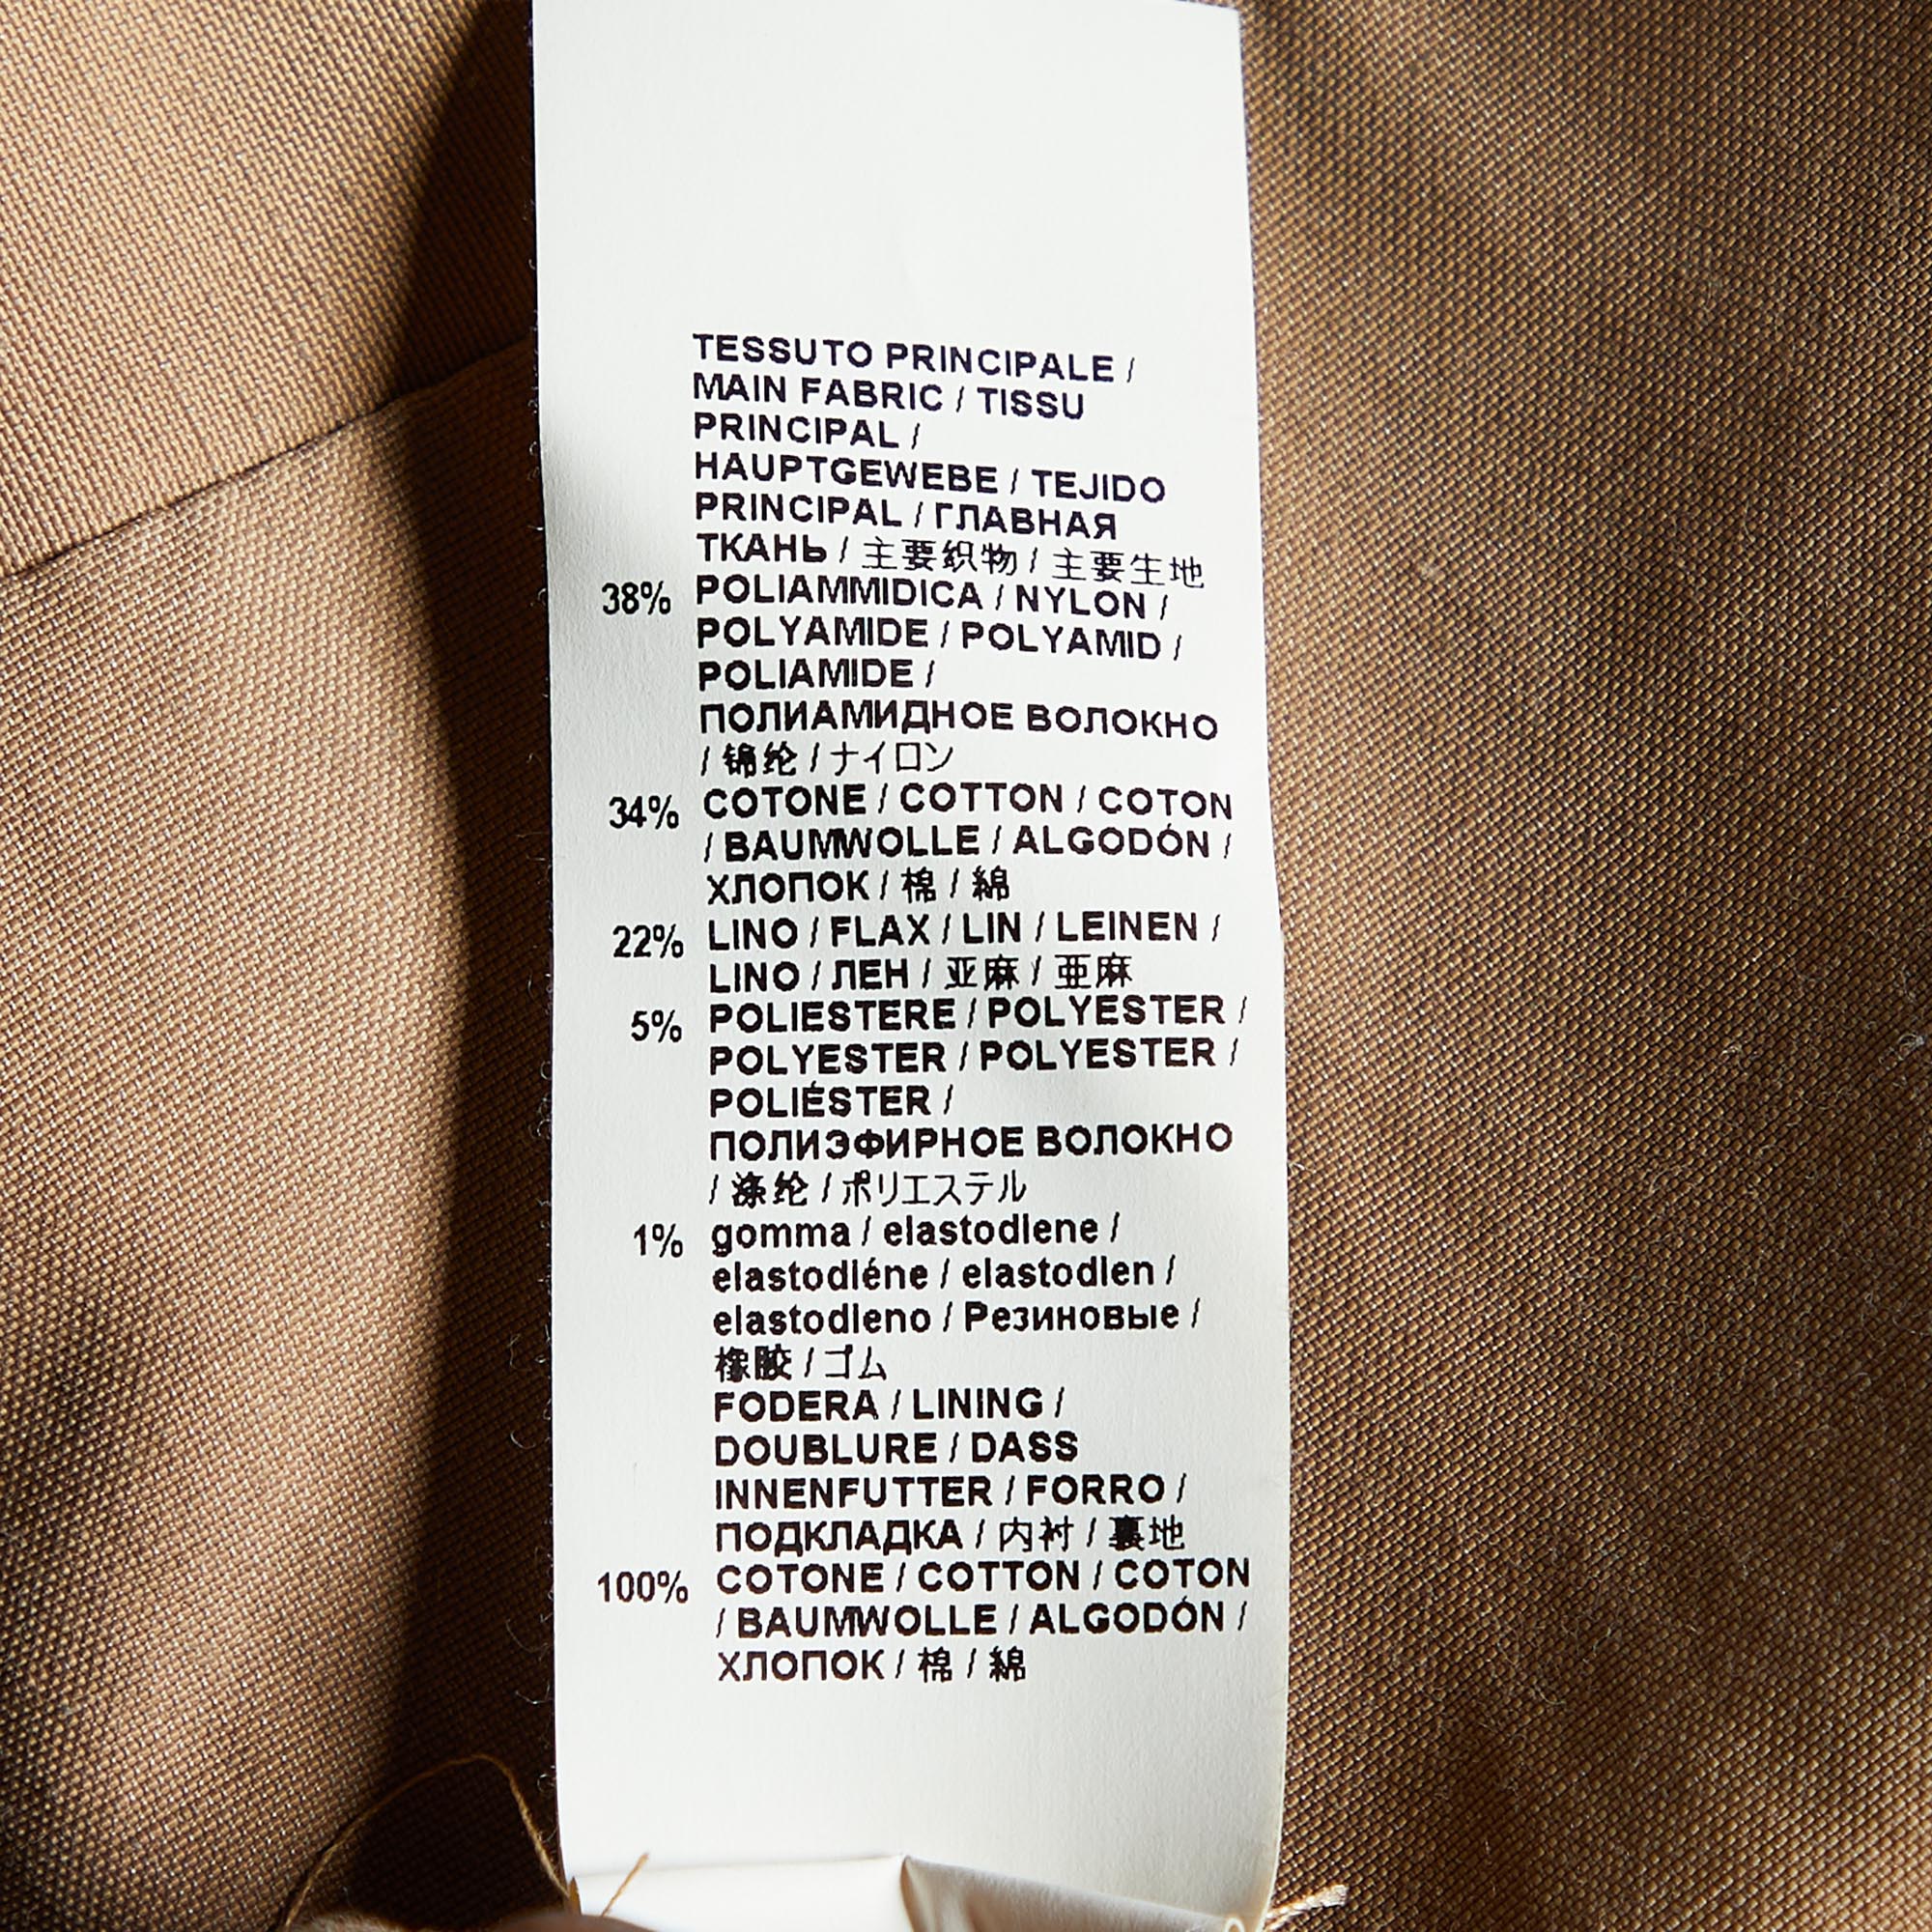 TESSUTO PRINCIPALE /
MAIN FABRIC / TISSU
PRINCIPAL /
HAUPTGEWEBE / TEJIDO
PRINCIPAL / ГЛАВНАЯ
ТКАНЬ / 主要织物 / 主要生地
38% POLIAMMIDICA / NYLON /
POLYAMIDE / POLYAMID /
POLIAMIDE /
ПОЛИАМИДНОЕ ВОЛОКНО
/ 锦纶 / ナイロン
34% COTONE / COTTON / COTON
/ BAUMWOLLE / ALGODÓN /
ХЛОПОК / 棉 / 綿
22% LINO / FLAX / LIN / LEINEN /
LINO / ЛЕН / 亚麻 / 亜麻
5% POLIESTERE / POLYESTER /
POLYESTER / POLYESTER /
POLIÉSTER /
ПОЛИЭФИРНОЕ ВОЛОКНО
/ 涤纶 / ポリエステル
1% gomma / elastodiene /
elastodiéne / elastodien /
elastodieno / Резиновые /
橡胶 / ゴム
FODERA / LINING /
DOUBLURE / DASS
INNENFUTTER / FORRO /
ПОДКЛАДКА / 内衬 / 裏地
100% COTONE / COTTON / COTON
/ BAUMWOLLE / ALGODÓN /
ХЛОПОК / 棉 / 綿